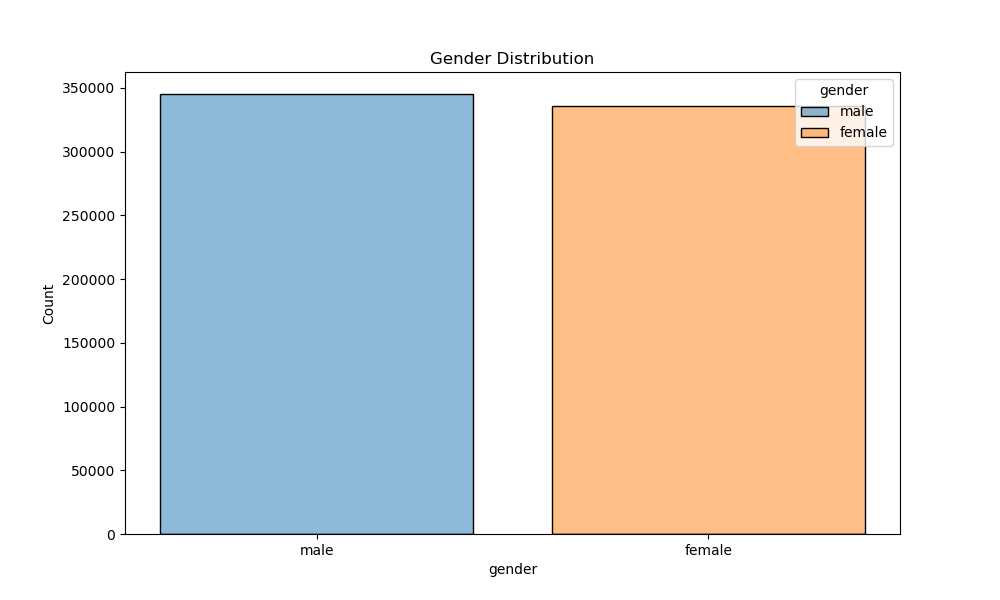 Gender Distribution
350000
300000
250000
200000
150000
100000
50000
0
Count
gender
male
female
male
female
gender